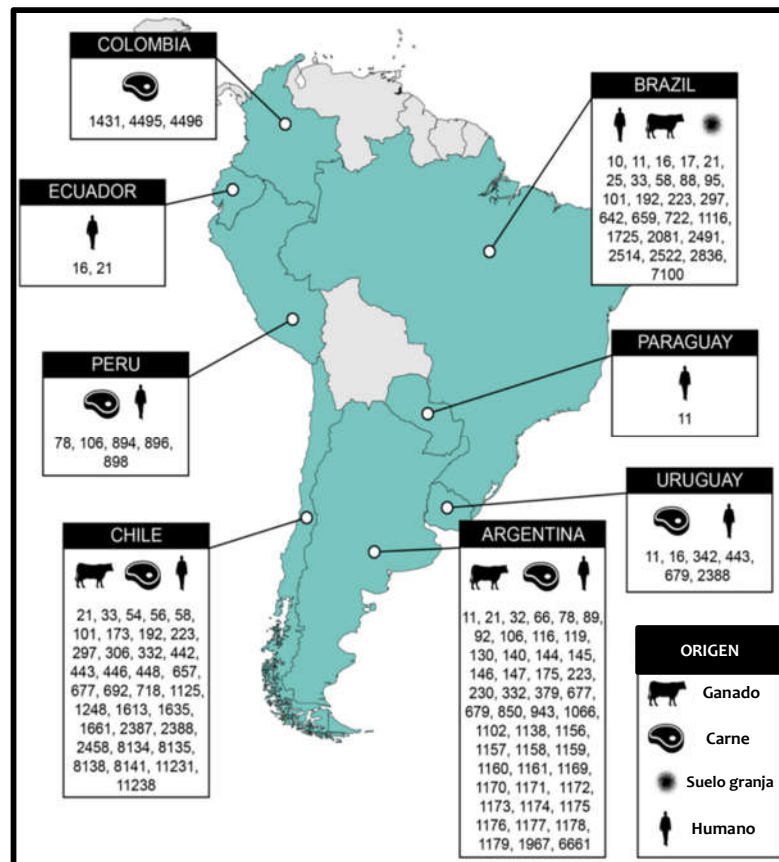 COLOMBIA
1431, 4495, 4496
ECUADOR
16, 21
PERU
78, 106, 894, 896,
898
CHILE
21, 33, 54, 56, 58,
101, 173, 192, 223,
297, 306, 332, 442,
443, 446, 448, 657,
677, 692, 718, 1125,
1248, 1613, 1635,
1661, 2387, 2388,
2458, 8134, 8135,
8138, 8141, 11231,
11238
BRAZIL
10, 11, 16, 17, 21,
25, 33, 58, 88, 95,
101, 192, 223, 297,
642, 659, 722, 1116,
1725, 2081, 2491,
2514, 2522, 2836,
7100
PARAGUAY
11
URUGUAY
11, 16, 342, 443,
679, 2388
ARGENTINA
11, 21, 32, 66, 78, 89,
92, 106, 116, 119,
130, 140, 144, 145,
146, 147, 175, 223,
230, 332, 379, 677,
679, 850, 943, 1066,
1102, 1138, 1156,
1157, 1158, 1159,
1160, 1161, 1169,
1170, 1171, 1172,
1173, 1174, 1175
1176, 1177, 1178,
1179, 1967, 6661
ORIGEN
Ganado
Carne
Suelo granja
Humano